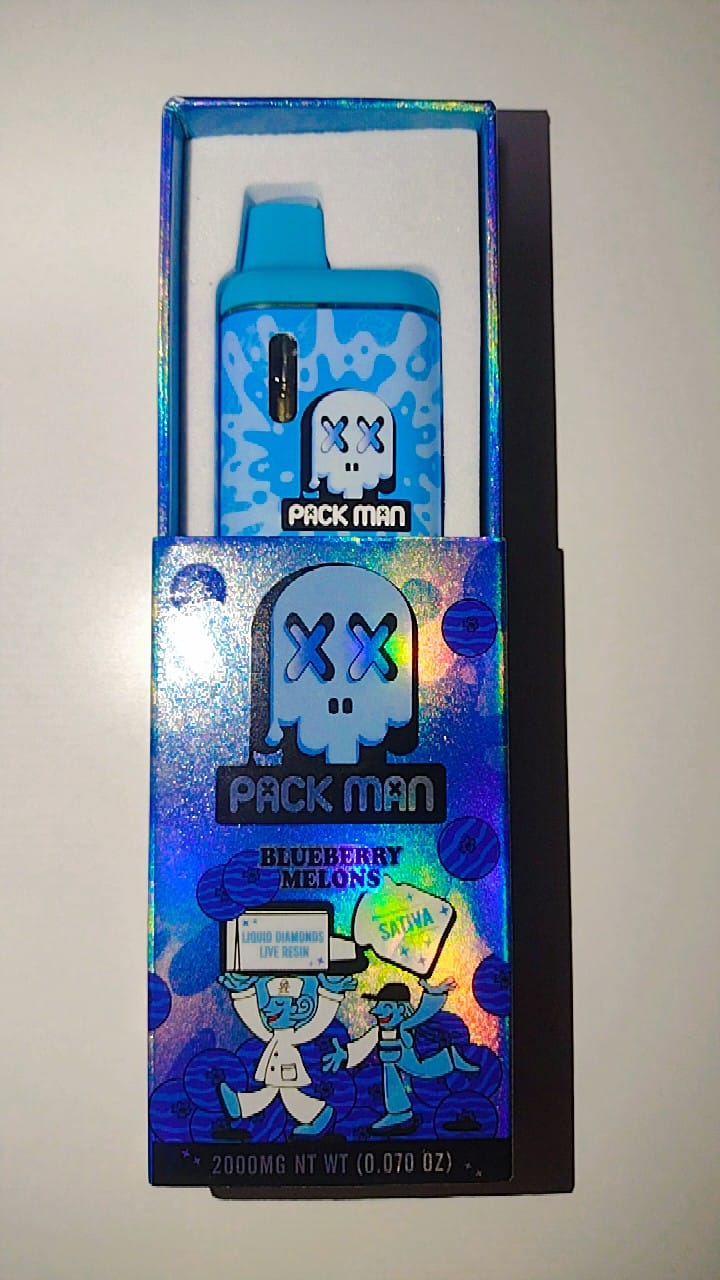 PACK MAN
PACK MAN
BLUEBERRY
MELONS
LIQUID DIAMONDS
LIVE RESIN
SATIVA
2000MG NT WT (0.070 OZ)